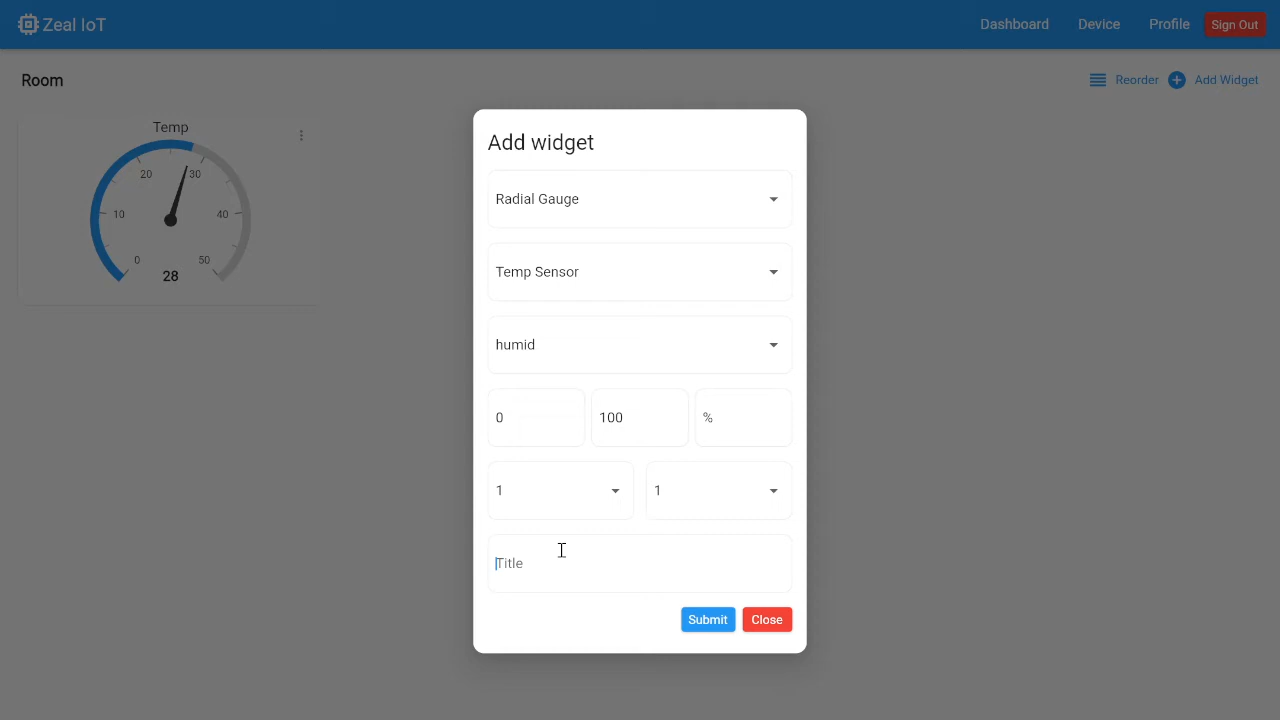 Zeal IoT
Dashboard Device Profile Sign Out
Room
Reorder Add Widget
Temp
20 30
10 40
0 50
28
Add widget
Radial Gauge
Temp Sensor
humid
0 100 %
1 1
Title
Submit Close